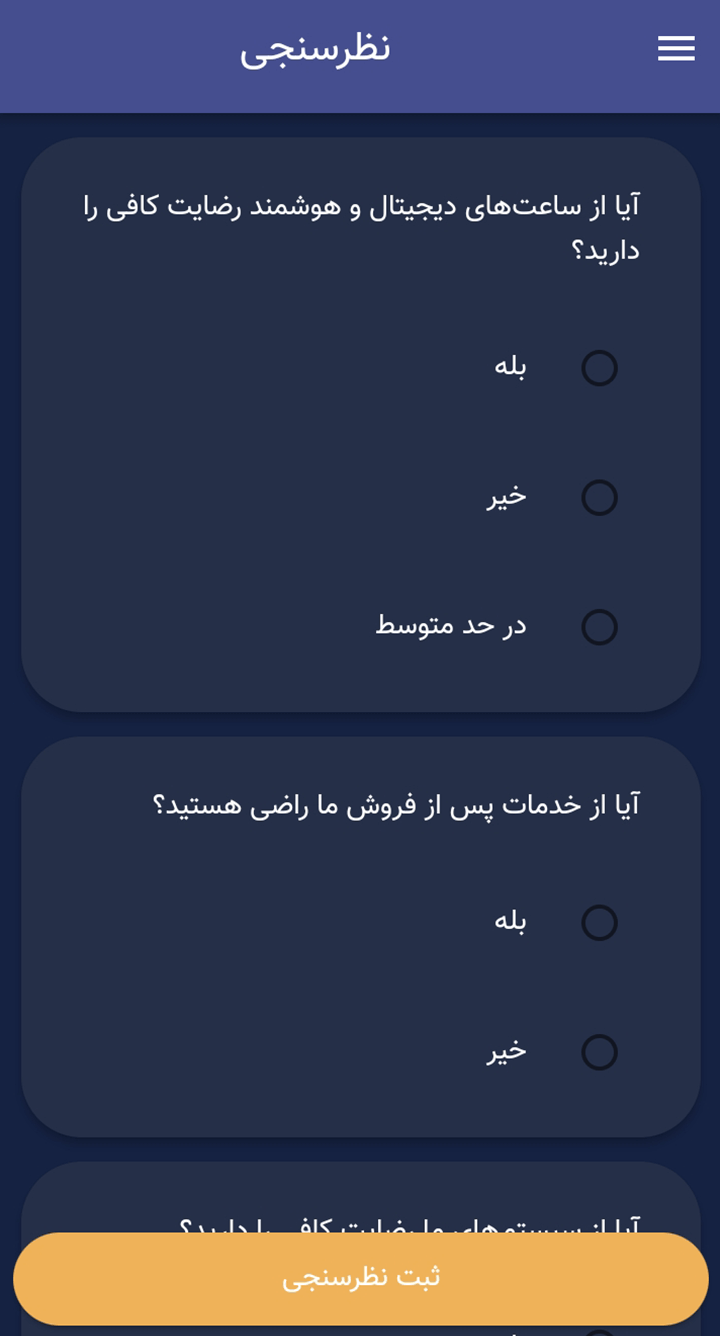 نظرسنجی
آیا از ساعت‌های دیجیتال و هوشمند رضایت کافی را
دارید؟
بله
خیر
در حد متوسط
آیا از خدمات پس از فروش ما راضی هستید؟
بله
خیر
آیا از سیستم‌های ما رضایت کافی را دارید؟
ثبت نظرسنجی